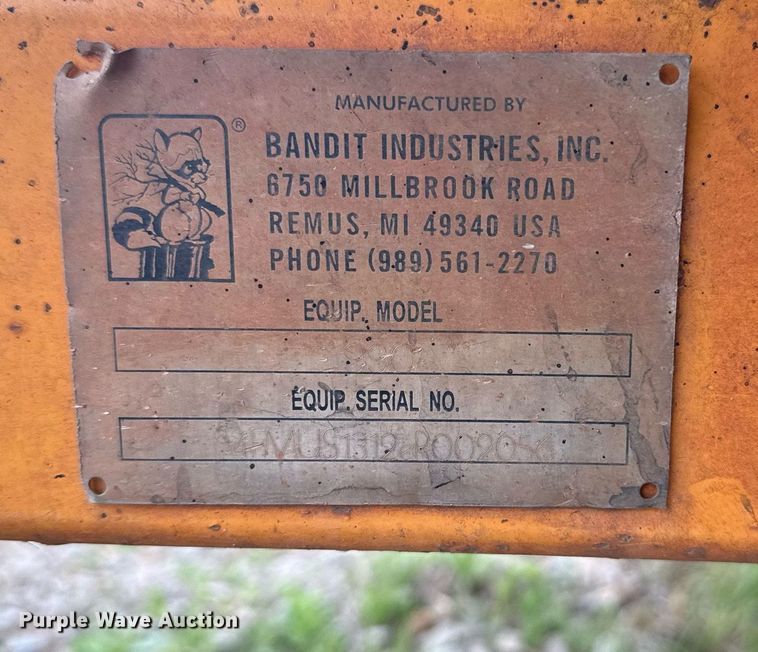 MANUFACTURED BY
BANDIT INDUSTRIES, INC.
6750 MILLBROOK ROAD
REMUS, MI 49340 USA
PHONE (989) 561-2270
®
EQUIP. MODEL
EQUIP. SERIAL NO.
Purple Wave Auction